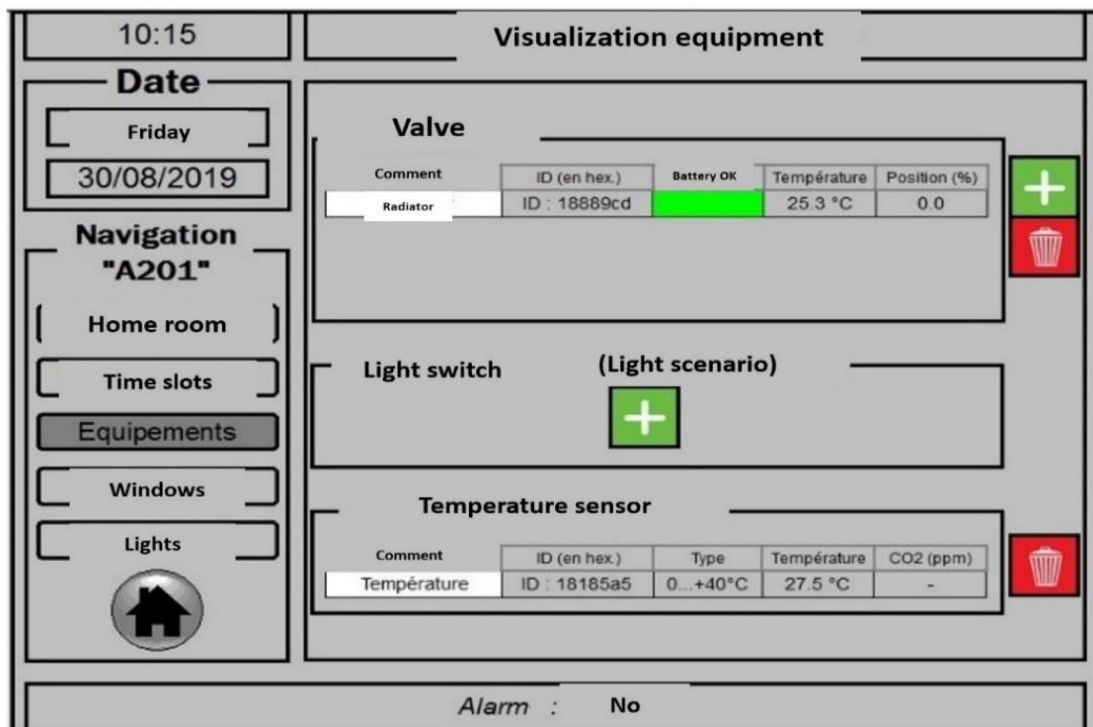 10:15
Visualization equipment
Date
Friday
30/08/2019
Navigation
"A201"
Home room
Time slots
Equipements
Windows
Lights
Valve
Comment ID (en hex.) Battery OK Température Position (%)
Radiator ID : 18889cd 25.3 °C 0.0
Light switch (Light scenario)
Temperature sensor
Comment ID (en hex.) Type Température CO2 (ppm)
Température ID : 18185a5 0...+40°C 27.5 °C -
Alarm : No